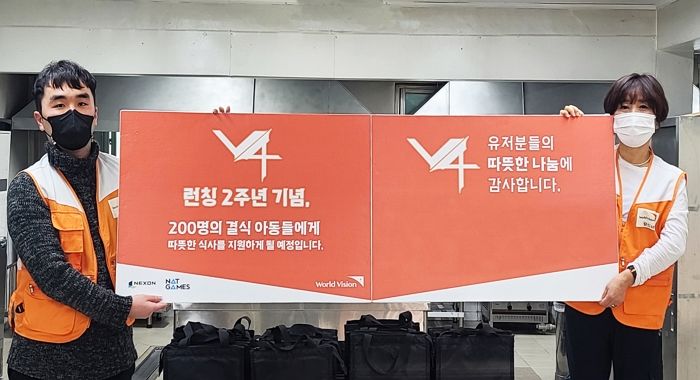 V4
런칭 2주년 기념,
200명의 결식 아동들에게
따뜻한 식사를 지원하게 될 예정입니다.
NEXON
NAT GAMES
World Vision
V4
유저분들의
따뜻한 나눔에
감사합니다.